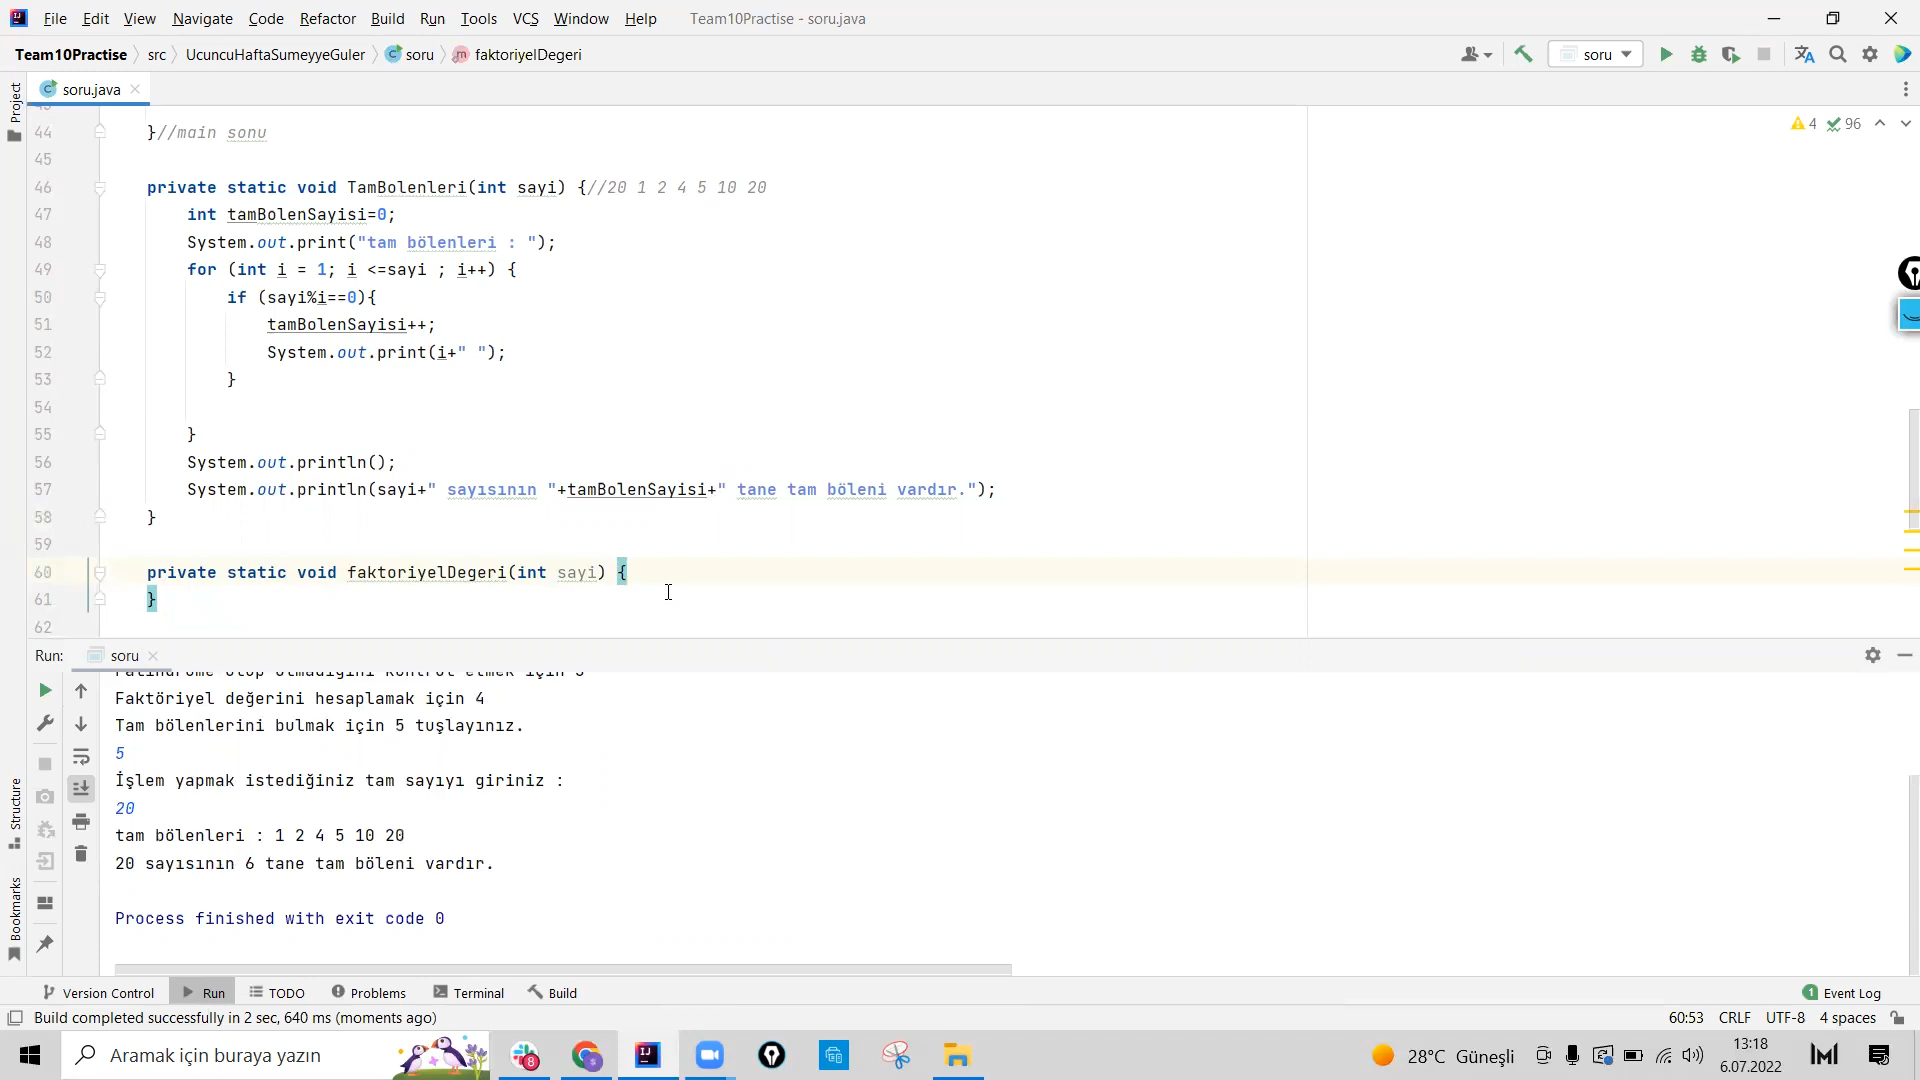 File Edit View Navigate Code Refactor Build Run Tools VCS Window Help Team10Practise - soru.java
Team10Practise src UcuncuHaftaSumeyyeGuler soru faktoriyelDegeri soru
Project
soru.java
44 }//main sonu
4 96
45
46 private static void TamBolenleri(int sayi) {//20 1 2 4 5 10 20
47 int tamBolenSayisi=0;
48 System.out.print("tam bölenleri : ");
49 for (int i = 1; i <=sayi ; i++) {
50 if (sayi%i==0){
51 tamBolenSayisi++;
52 System.out.print(i+" ");
53 }
54
55 }
56 System.out.println();
57 System.out.println(sayi+" sayısının "+tamBolenSayisi+" tane tam böleni vardır.");
58 }
59
60 private static void faktoriyelDegeri(int sayi) {
61 }
62
Run: soru
Palindrome olup olmadığını kontrol etmek için 3
Faktöriyel değerini hesaplamak için 4
Tam bölenlerini bulmak için 5 tuşlayınız.
5
İşlem yapmak istediğiniz tam sayıyı giriniz :
20
tam bölenleri : 1 2 4 5 10 20
20 sayısının 6 tane tam böleni vardır.
Process finished with exit code 0
Structure
Bookmarks
Version Control Run TODO Problems Terminal Build 1 Event Log
Build completed successfully in 2 sec, 640 ms (moments ago) 60:53 CRLF UTF-8 4 spaces
Aramak için buraya yazın 8 28°C Güneşli 13:18
6.07.2022